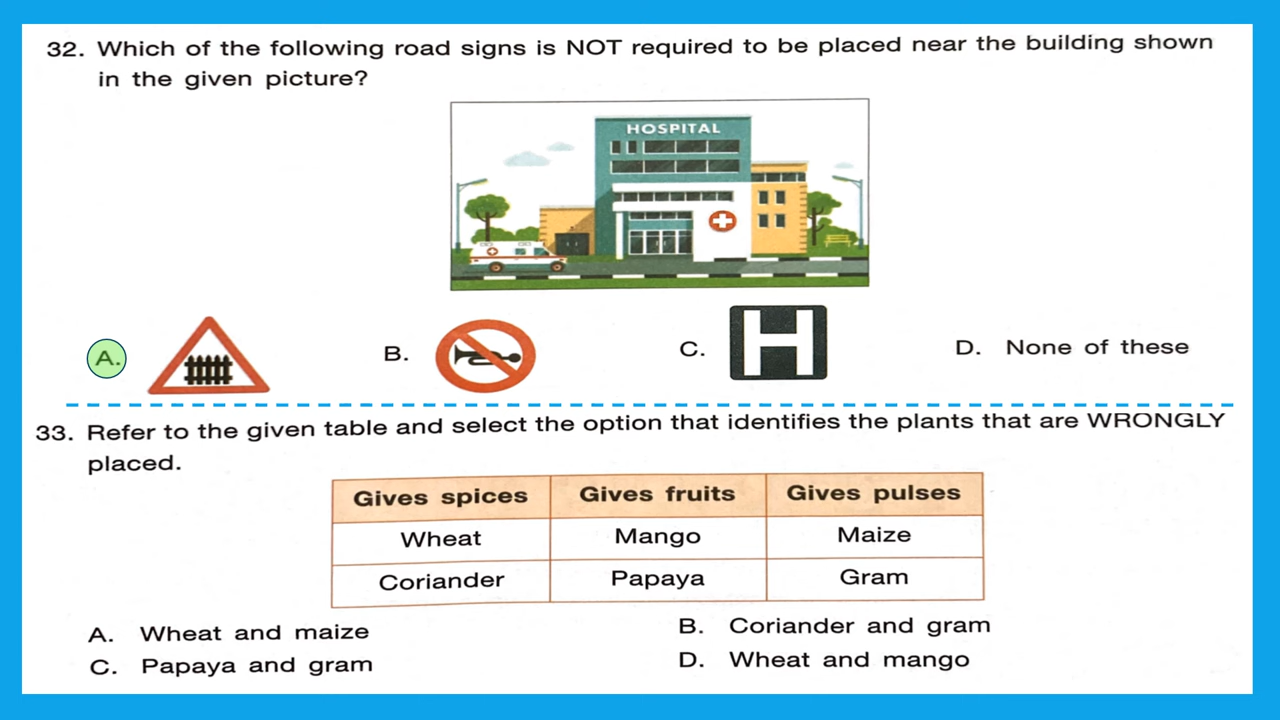 32. Which of the following road signs is NOT required to be placed near the building shown
in the given picture?
HOSPITAL
A. B. C. H D. None of these
33. Refer to the given table and select the option that identifies the plants that are WRONGLY
placed.
Gives spices Gives fruits Gives pulses
Wheat Mango Maize
Coriander Papaya Gram
A. Wheat and maize B. Coriander and gram
C. Papaya and gram D. Wheat and mango